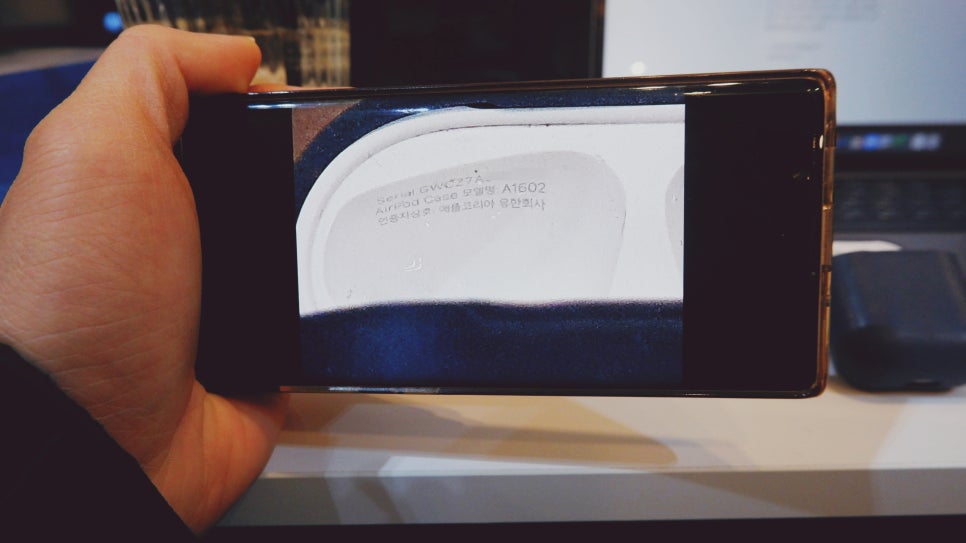 Serial GWC27A
AirPod Case 모델명: A1602
인증자상호: 애플코리아 유한회사